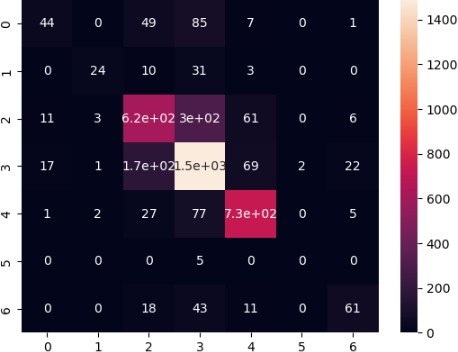 0 44 0 49 85 7 0 1
1 0 24 10 31 3 0 0
2 11 3 6.2e+02 3e+02 61 0 6
3 17 1 1.7e+02 1.5e+03 69 2 22
4 1 2 27 77 7.3e+02 0 5
5 0 0 0 5 0 0 0
6 0 0 18 43 11 0 61
0 1 2 3 4 5 6
1400
1200
1000
800
600
400
200
0